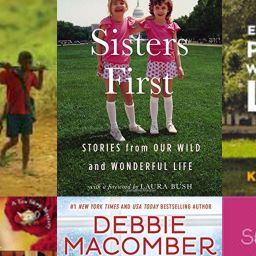 Sisters
First
STORIES from OUR WILD
and WONDERFUL LIFE
with a foreword by LAURA BUSH
#1 NEW YORK TIMES AND USA TODAY BESTSELLING AUTHOR
DEBBIE
MACOMBER
E
W
L
K